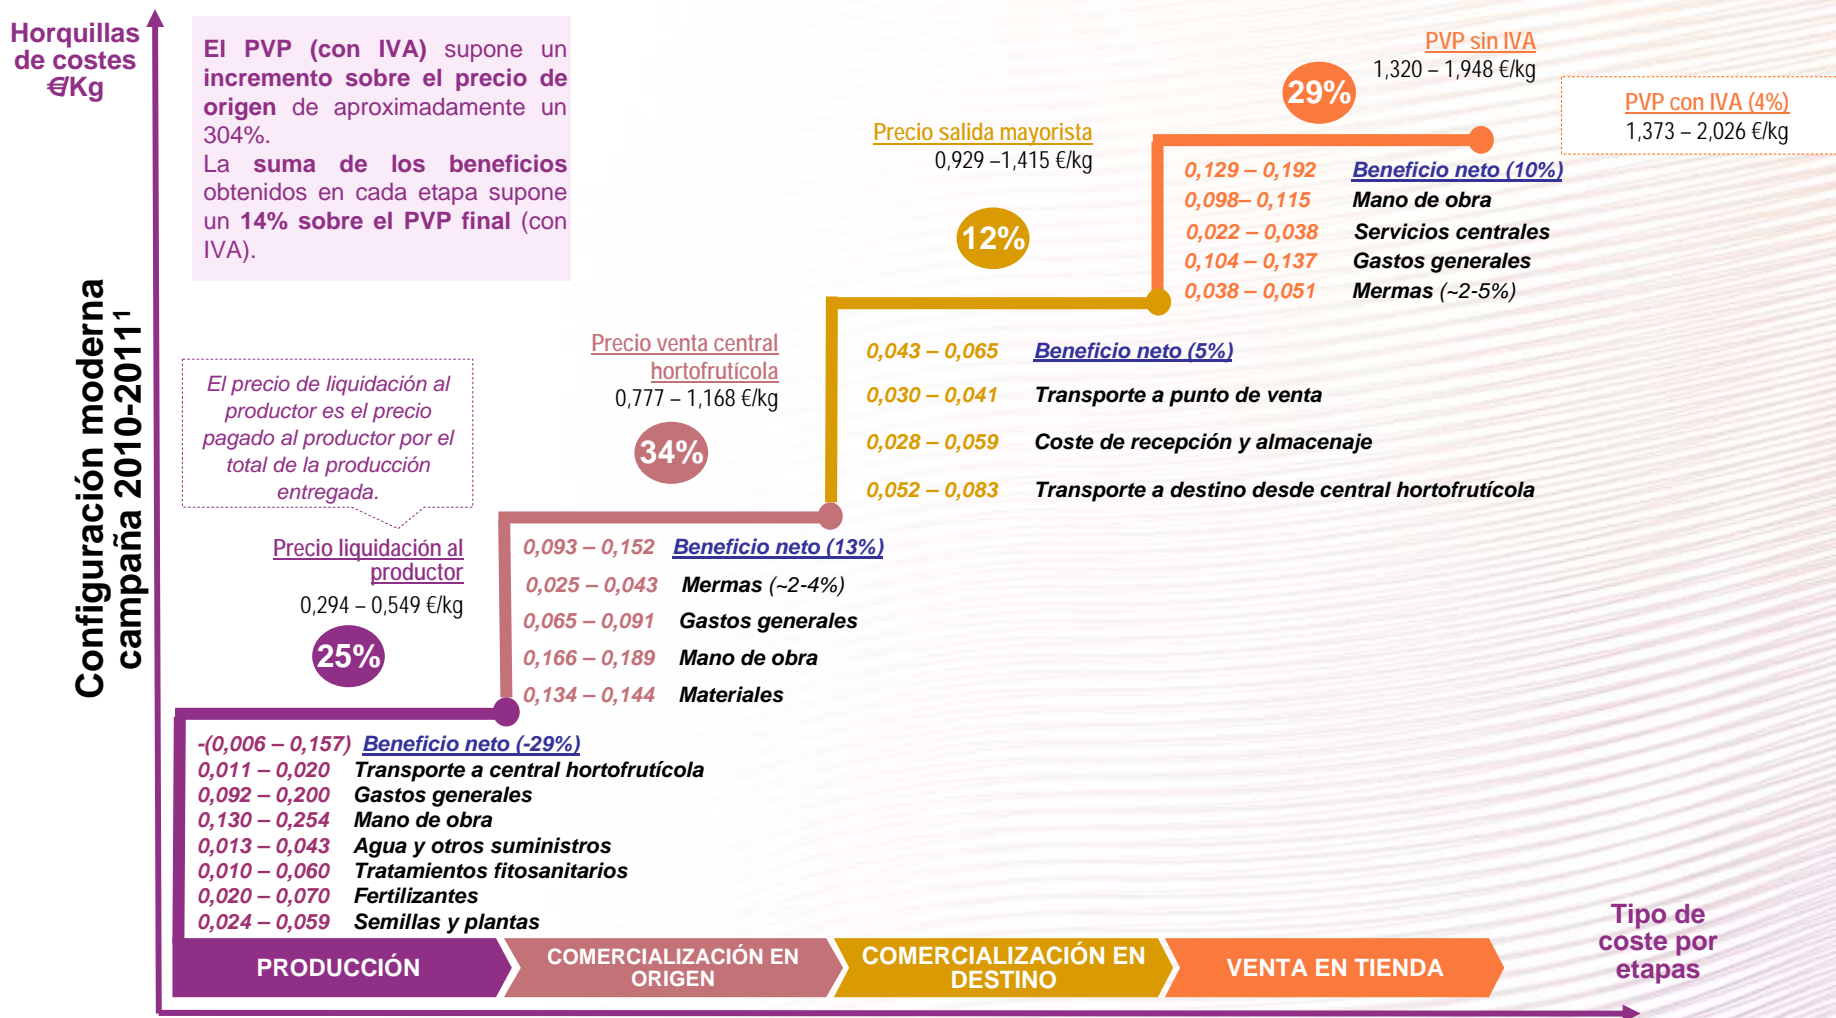 Horquillas
de costes
€/Kg
El PVP (con IVA) supone un
incremento sobre el precio de
origen de aproximadamente un
304%.
La suma de los beneficios
obtenidos en cada etapa supone
un 14% sobre el PVP final (con
IVA).
PVP sin IVA
1,320 – 1,948 €/kg
29%
PVP con IVA (4%)
1,373 – 2,026 €/kg
Precio salida mayorista
0,929 –1,415 €/kg
12%
0,129 – 0,192 Beneficio neto (10%)
0,098– 0,115 Mano de obra
0,022 – 0,038 Servicios centrales
0,104 – 0,137 Gastos generales
0,038 – 0,051 Mermas (~2-5%)
Configuración moderna
campaña 2010-2011¹
Precio venta central
hortofrutícola
0,777 – 1,168 €/kg
34%
0,043 – 0,065 Beneficio neto (5%)
0,030 – 0,041 Transporte a punto de venta
0,028 – 0,059 Coste de recepción y almacenaje
0,052 – 0,083 Transporte a destino desde central hortofrutícola
El precio de liquidación al
productor es el precio
pagado al productor por el
total de la producción
entregada.
Precio liquidación al
productor
0,294 – 0,549 €/kg
25%
0,093 – 0,152 Beneficio neto (13%)
0,025 – 0,043 Mermas (~2-4%)
0,065 – 0,091 Gastos generales
0,166 – 0,189 Mano de obra
0,134 – 0,144 Materiales
-(0,006 – 0,157) Beneficio neto (-29%)
0,011 – 0,020 Transporte a central hortofrutícola
0,092 – 0,200 Gastos generales
0,130 – 0,254 Mano de obra
0,013 – 0,043 Agua y otros suministros
0,010 – 0,060 Tratamientos fitosanitarios
0,020 – 0,070 Fertilizantes
0,024 – 0,059 Semillas y plantas
PRODUCCIÓN
COMERCIALIZACIÓN EN
ORIGEN
COMERCIALIZACIÓN EN
DESTINO
VENTA EN TIENDA
Tipo de
coste por
etapas